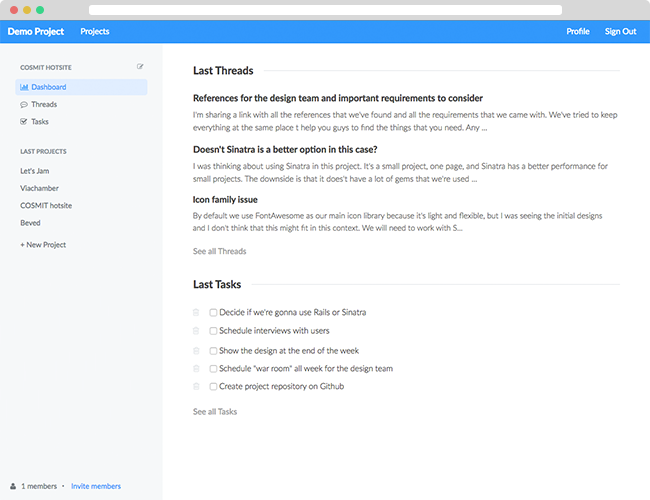 Demo Project Projects Profile Sign Out
COSMIT HOTSITE
Dashboard
Threads
Tasks
LAST PROJECTS
Let's Jam
Viachamber
COSMIT hotsite
Beved
+ New Project
1 members • Invite members
Last Threads
References for the design team and important requirements to consider
I'm sharing a link with all the references that we've found and all the requirements that we came with. We've tried to keep
everything at the same place t help you guys to find the things that you need. Any ...
Doesn't Sinatra is a better option in this case?
I was thinking about using Sinatra in this project. It's a small project, one page, and Sinatra has a better performance for
small projects. The downside is that it does't have a lot of gems that we're used ...
Icon family issue
By default we use FontAwesome as our main icon library because it's light and flexible, but I was seeing the initial designs
and I don't think that this might fit in this context. We will need to work with S...
See all Threads
Last Tasks
Decide if we're gonna use Rails or Sinatra
Schedule interviews with users
Show the design at the end of the week
Schedule "war room" all week for the design team
Create project repository on Github
See all Tasks